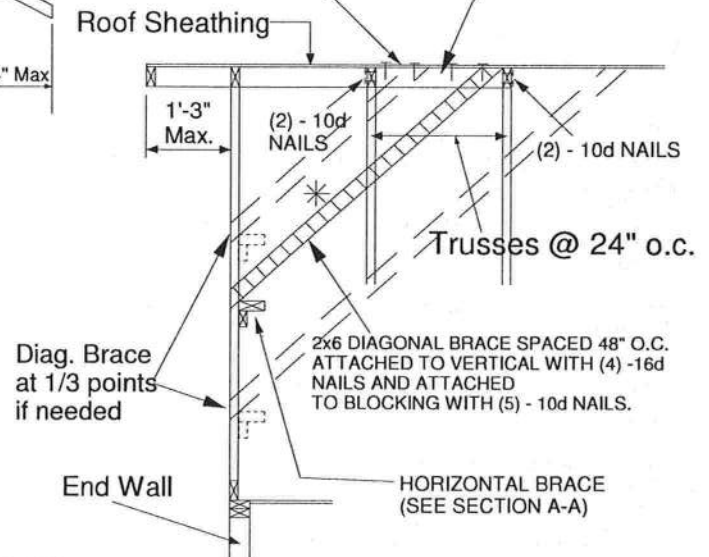 Roof Sheathing
" Max
1'-3"
Max.
(2) - 10d
NAILS
(2) - 10d NAILS
Trusses @ 24" o.c.
Diag. Brace
at 1/3 points
if needed
2x6 DIAGONAL BRACE SPACED 48" O.C.
ATTACHED TO VERTICAL WITH (4) -16d
NAILS AND ATTACHED
TO BLOCKING WITH (5) - 10d NAILS.
End Wall
HORIZONTAL BRACE
(SEE SECTION A-A)